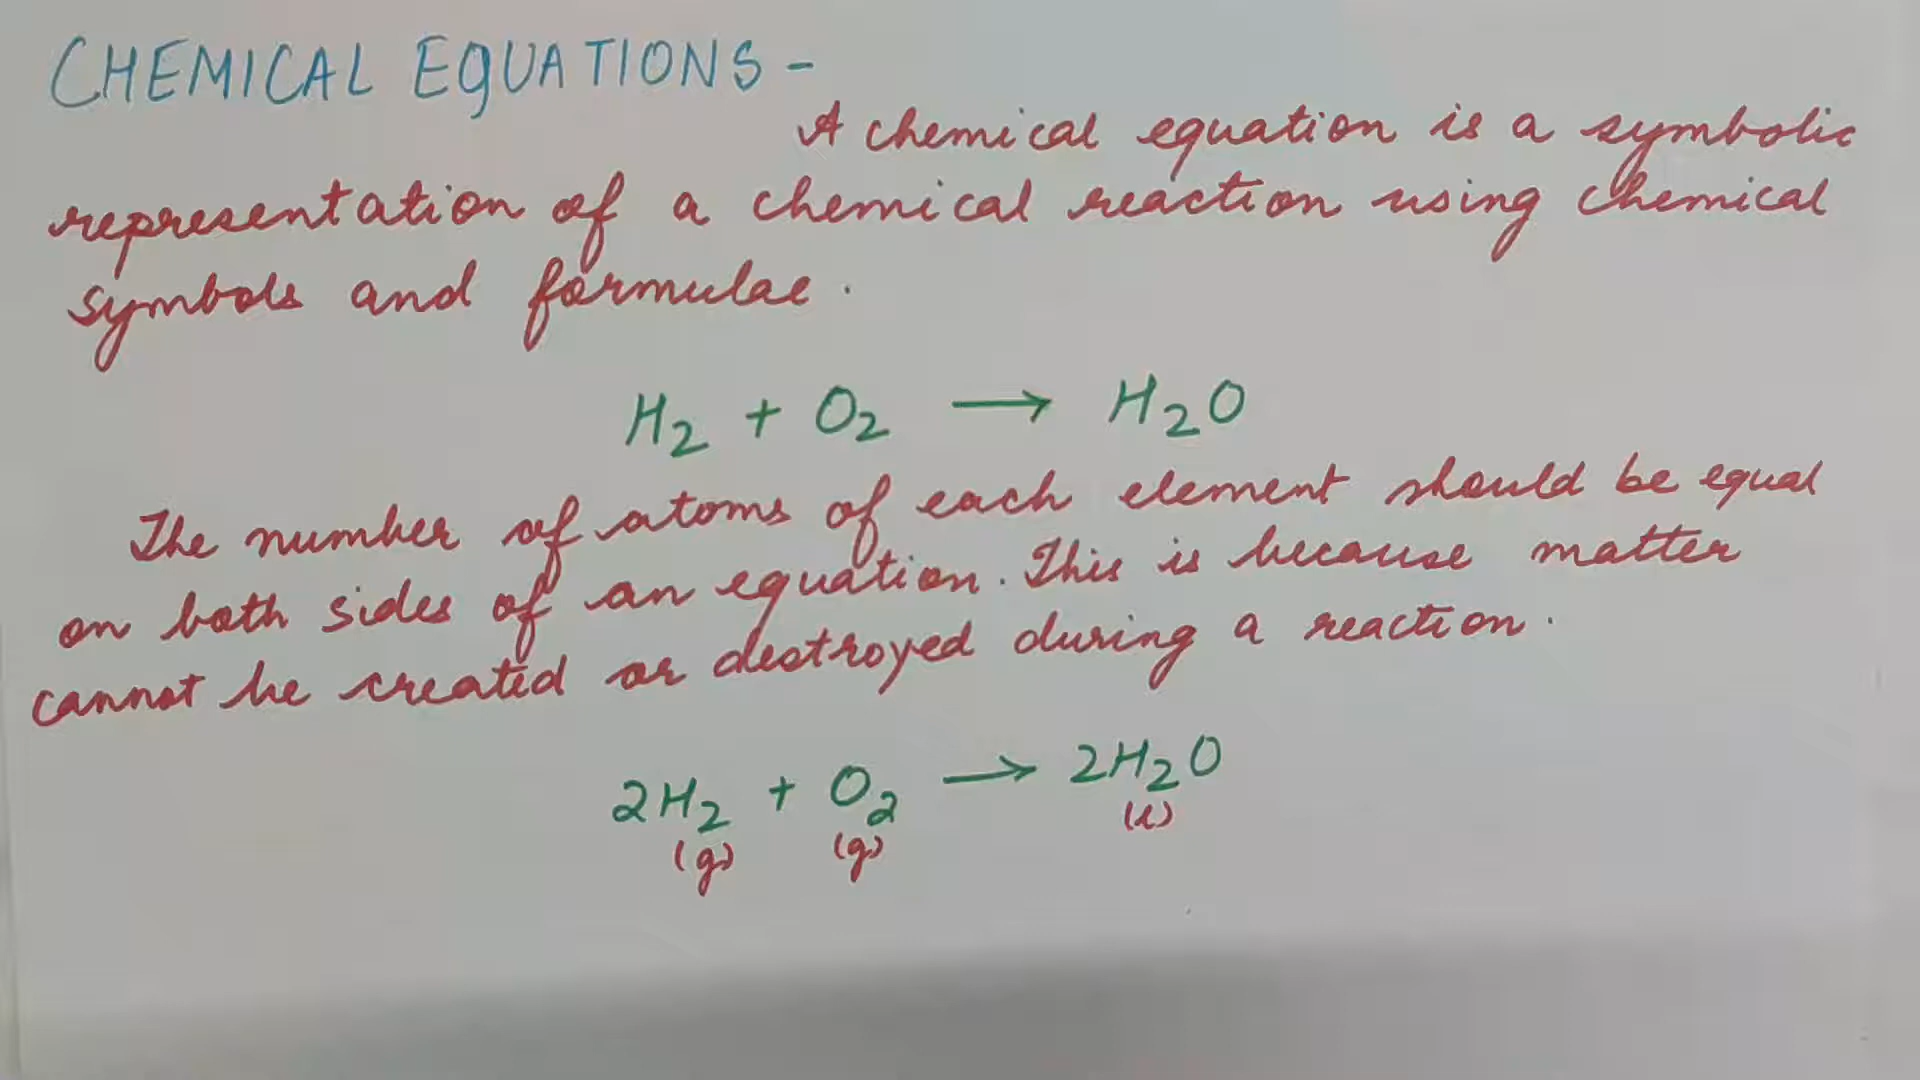 CHEMICAL EQUATIONS -
A chemical equation is a symbolic
representation of a chemical reaction using chemical
symbols and formulae.
H₂ + O₂ → H₂O
The number of atoms of each element should be equal
on both sides of an equation. This is because matter
cannot be created or destroyed during a reaction.
2H₂ + O₂ → 2H₂O
(g) (g) (l)